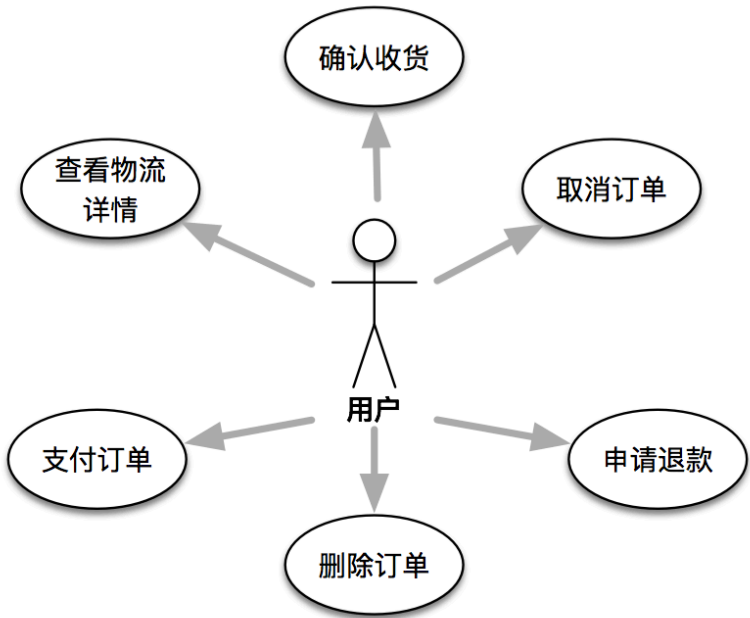 确认收货
查看物流
详情
取消订单
用户
支付订单
申请退款
删除订单